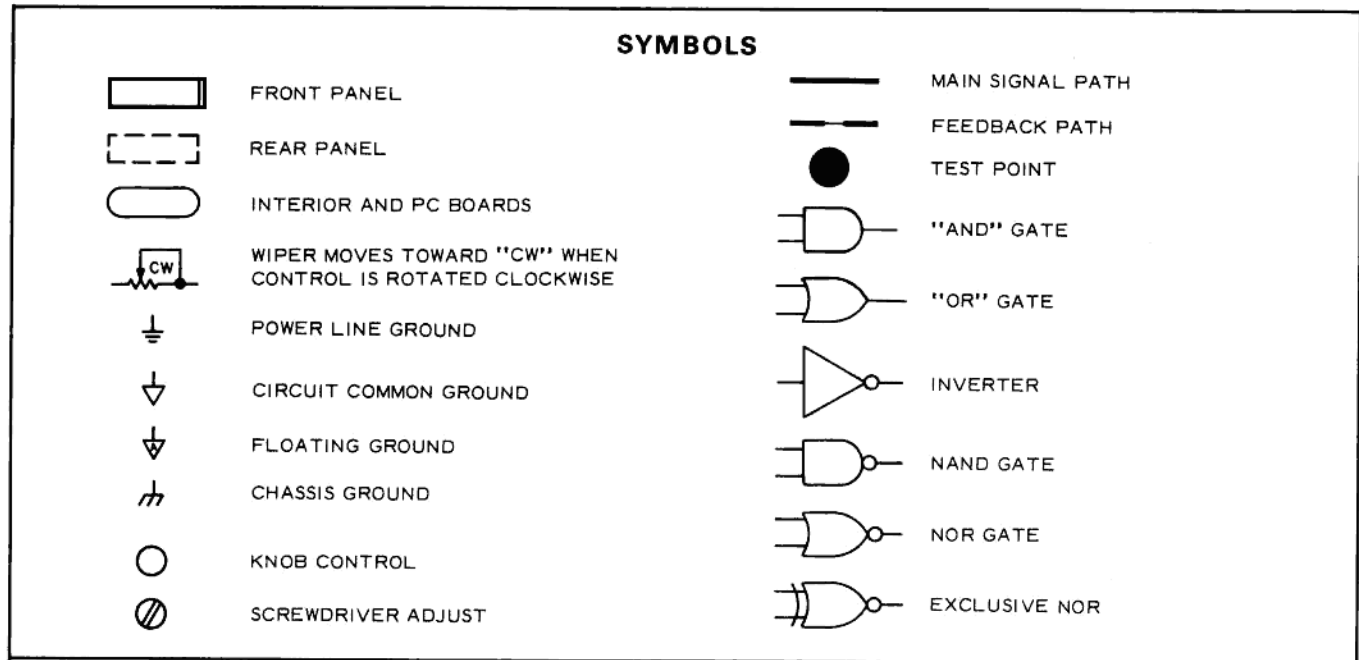 SYMBOLS
FRONT PANEL
REAR PANEL
INTERIOR AND PC BOARDS
CW
WIPER MOVES TOWARD "CW" WHEN
CONTROL IS ROTATED CLOCKWISE
POWER LINE GROUND
CIRCUIT COMMON GROUND
A
FLOATING GROUND
CHASSIS GROUND
KNOB CONTROL
SCREWDRIVER ADJUST
MAIN SIGNAL PATH
FEEDBACK PATH
TEST POINT
"AND" GATE
"OR" GATE
INVERTER
NAND GATE
NOR GATE
EXCLUSIVE NOR